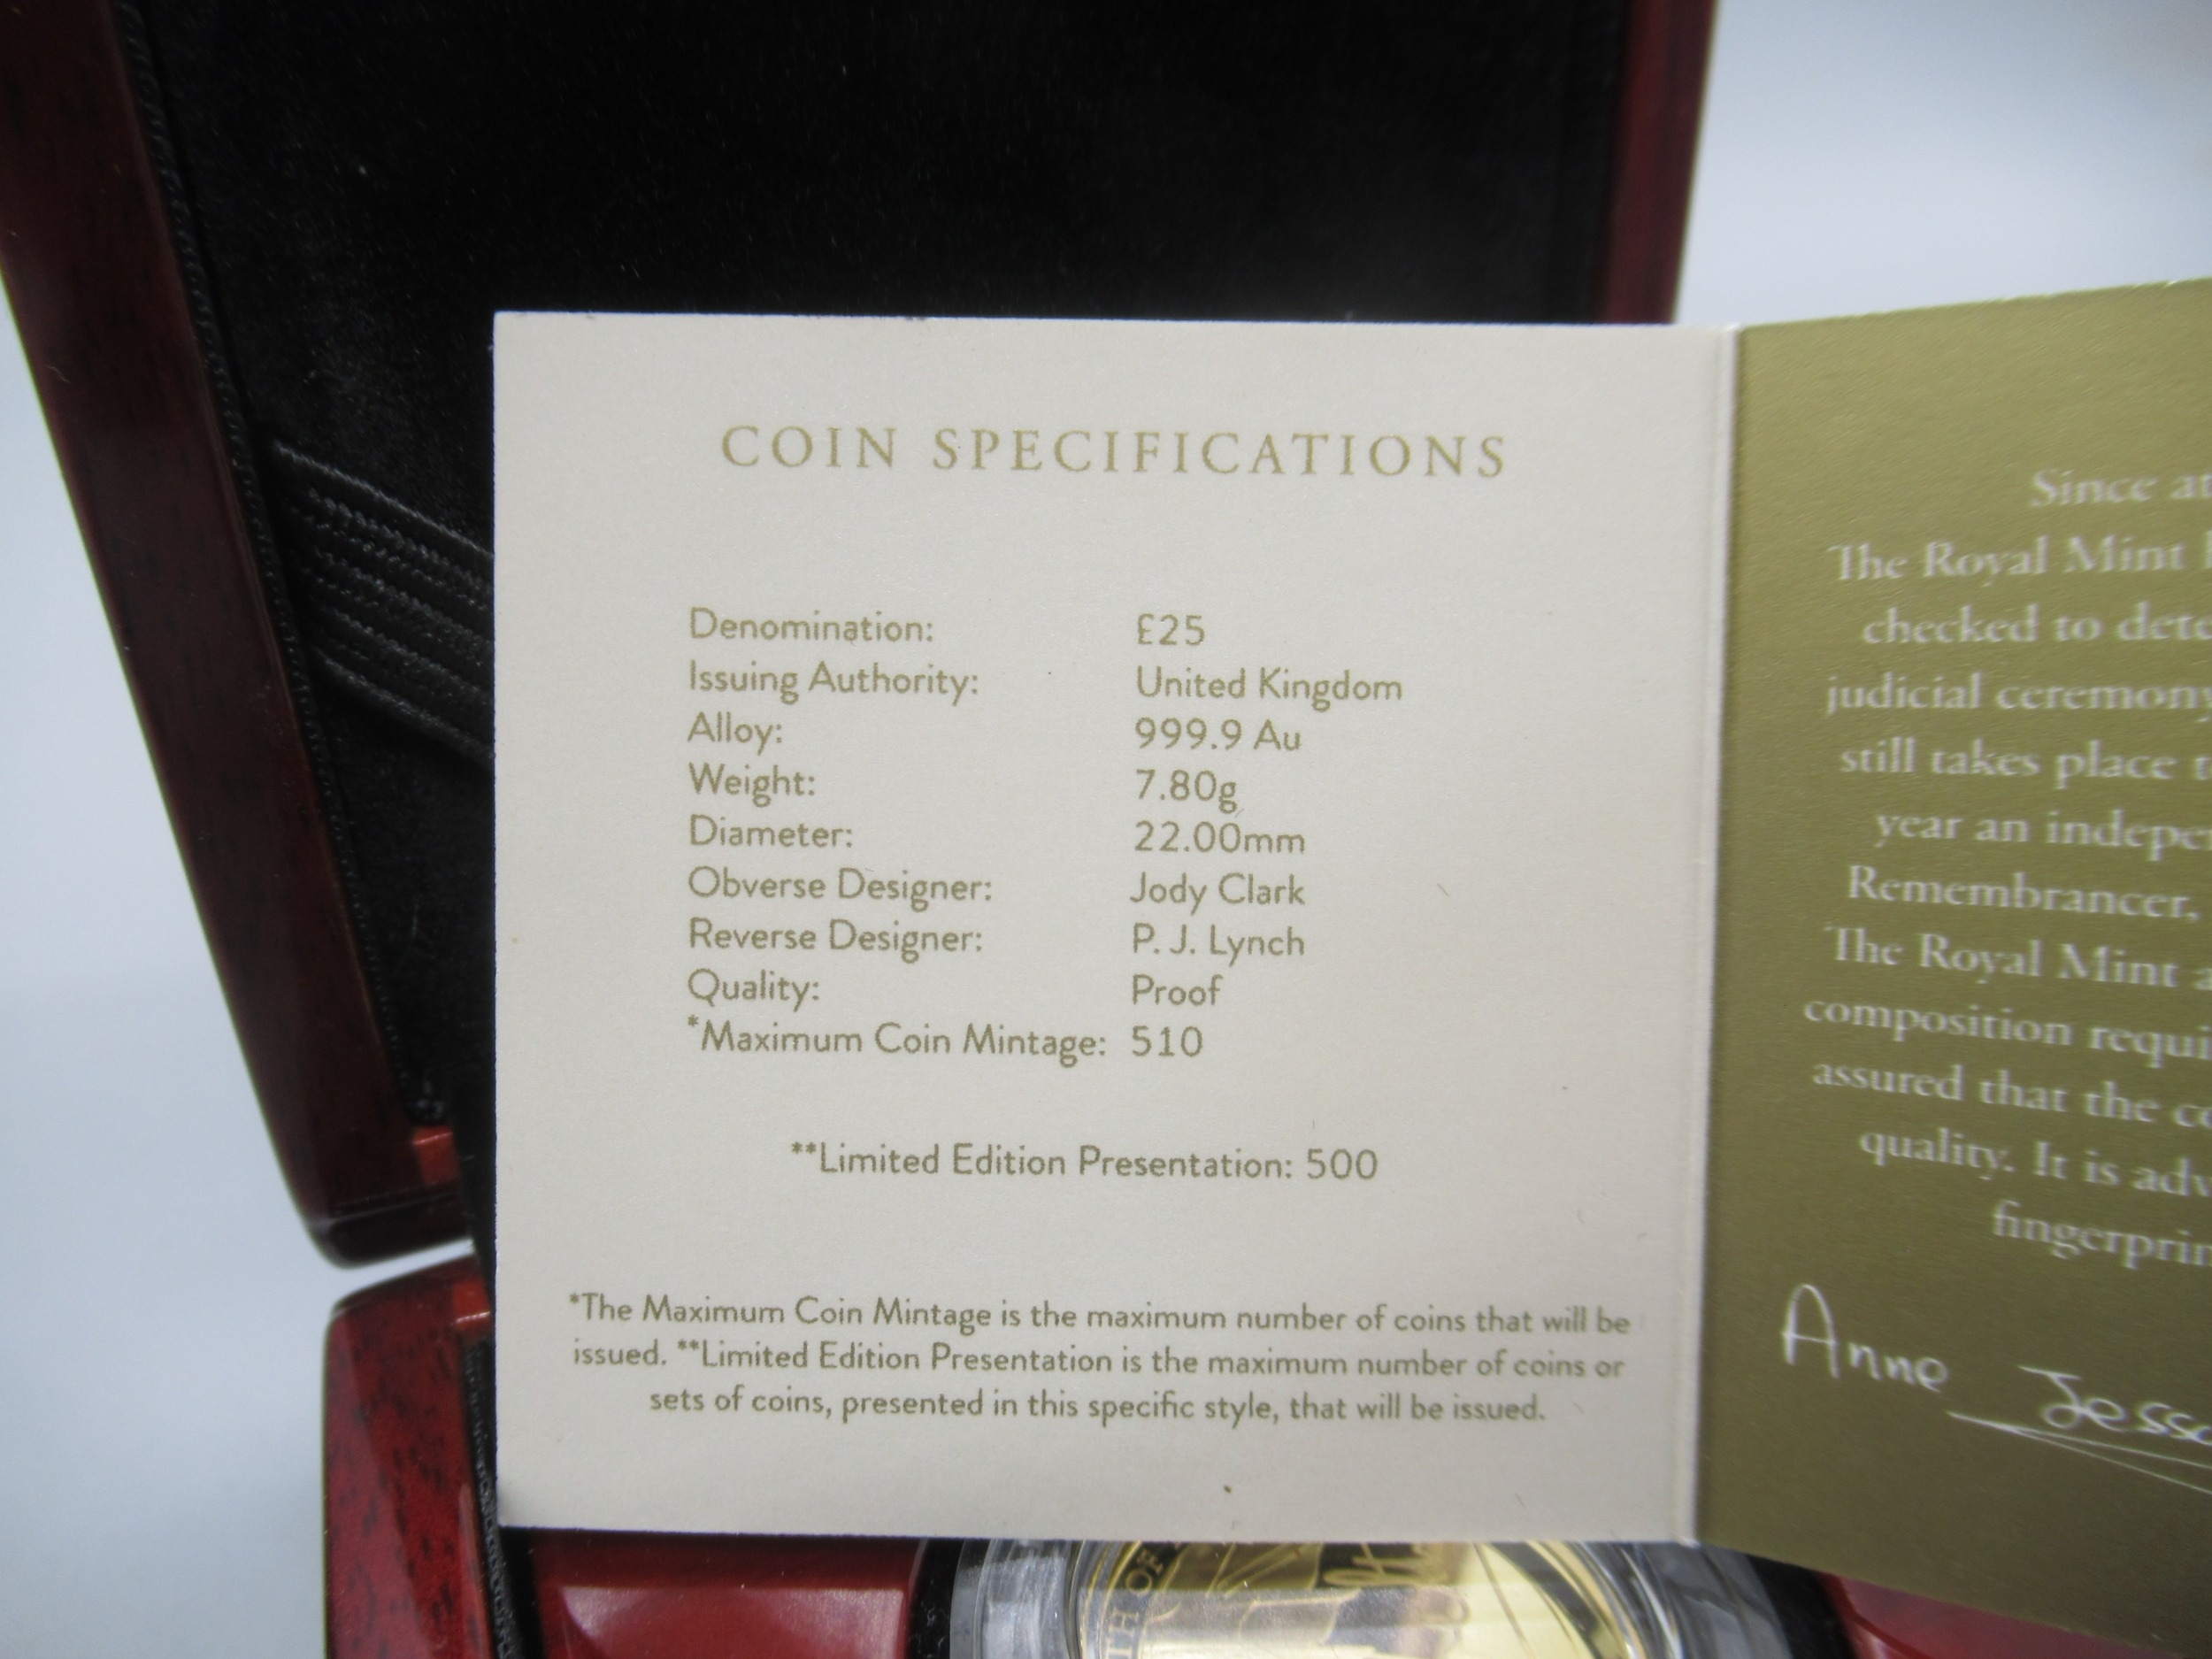 COIN SPECIFICATIONS
Denomination: £25
Issuing Authority: United Kingdom
Alloy: 999.9 Au
Weight: 7.80g
Diameter: 22.00mm
Obverse Designer: Jody Clark
Reverse Designer: P. J. Lynch
Quality: Proof
*Maximum Coin Mintage: 510
**Limited Edition Presentation: 500
*The Maximum Coin Mintage is the maximum number of coins that will be
issued. **Limited Edition Presentation is the maximum number of coins or
sets of coins, presented in this specific style, that will be issued.
Since
The Royal Mint
checked to
judicial ceremony
still takes place
year an
Remembrancer,
The Royal Mint
composition
assured that the
quality. It is
Anne
TH OF